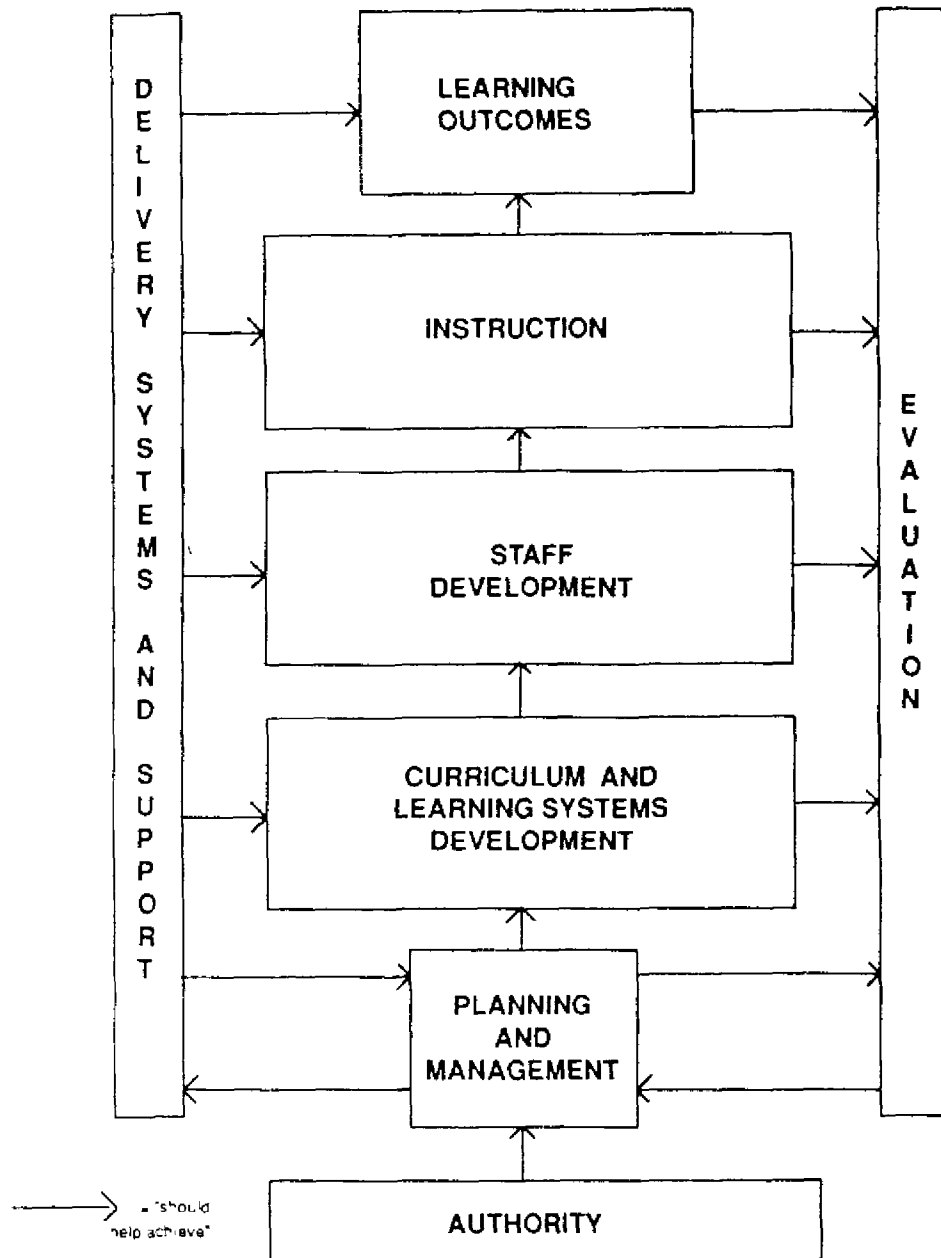 DELIVERY SYSTEMS AND SUPPORT
LEARNING
OUTCOMES
INSTRUCTION
STAFF
DEVELOPMENT
CURRICULUM AND
LEARNING SYSTEMS
DEVELOPMENT
PLANNING
AND
MANAGEMENT
AUTHORITY
EVALUATION
= "should
help achieve"